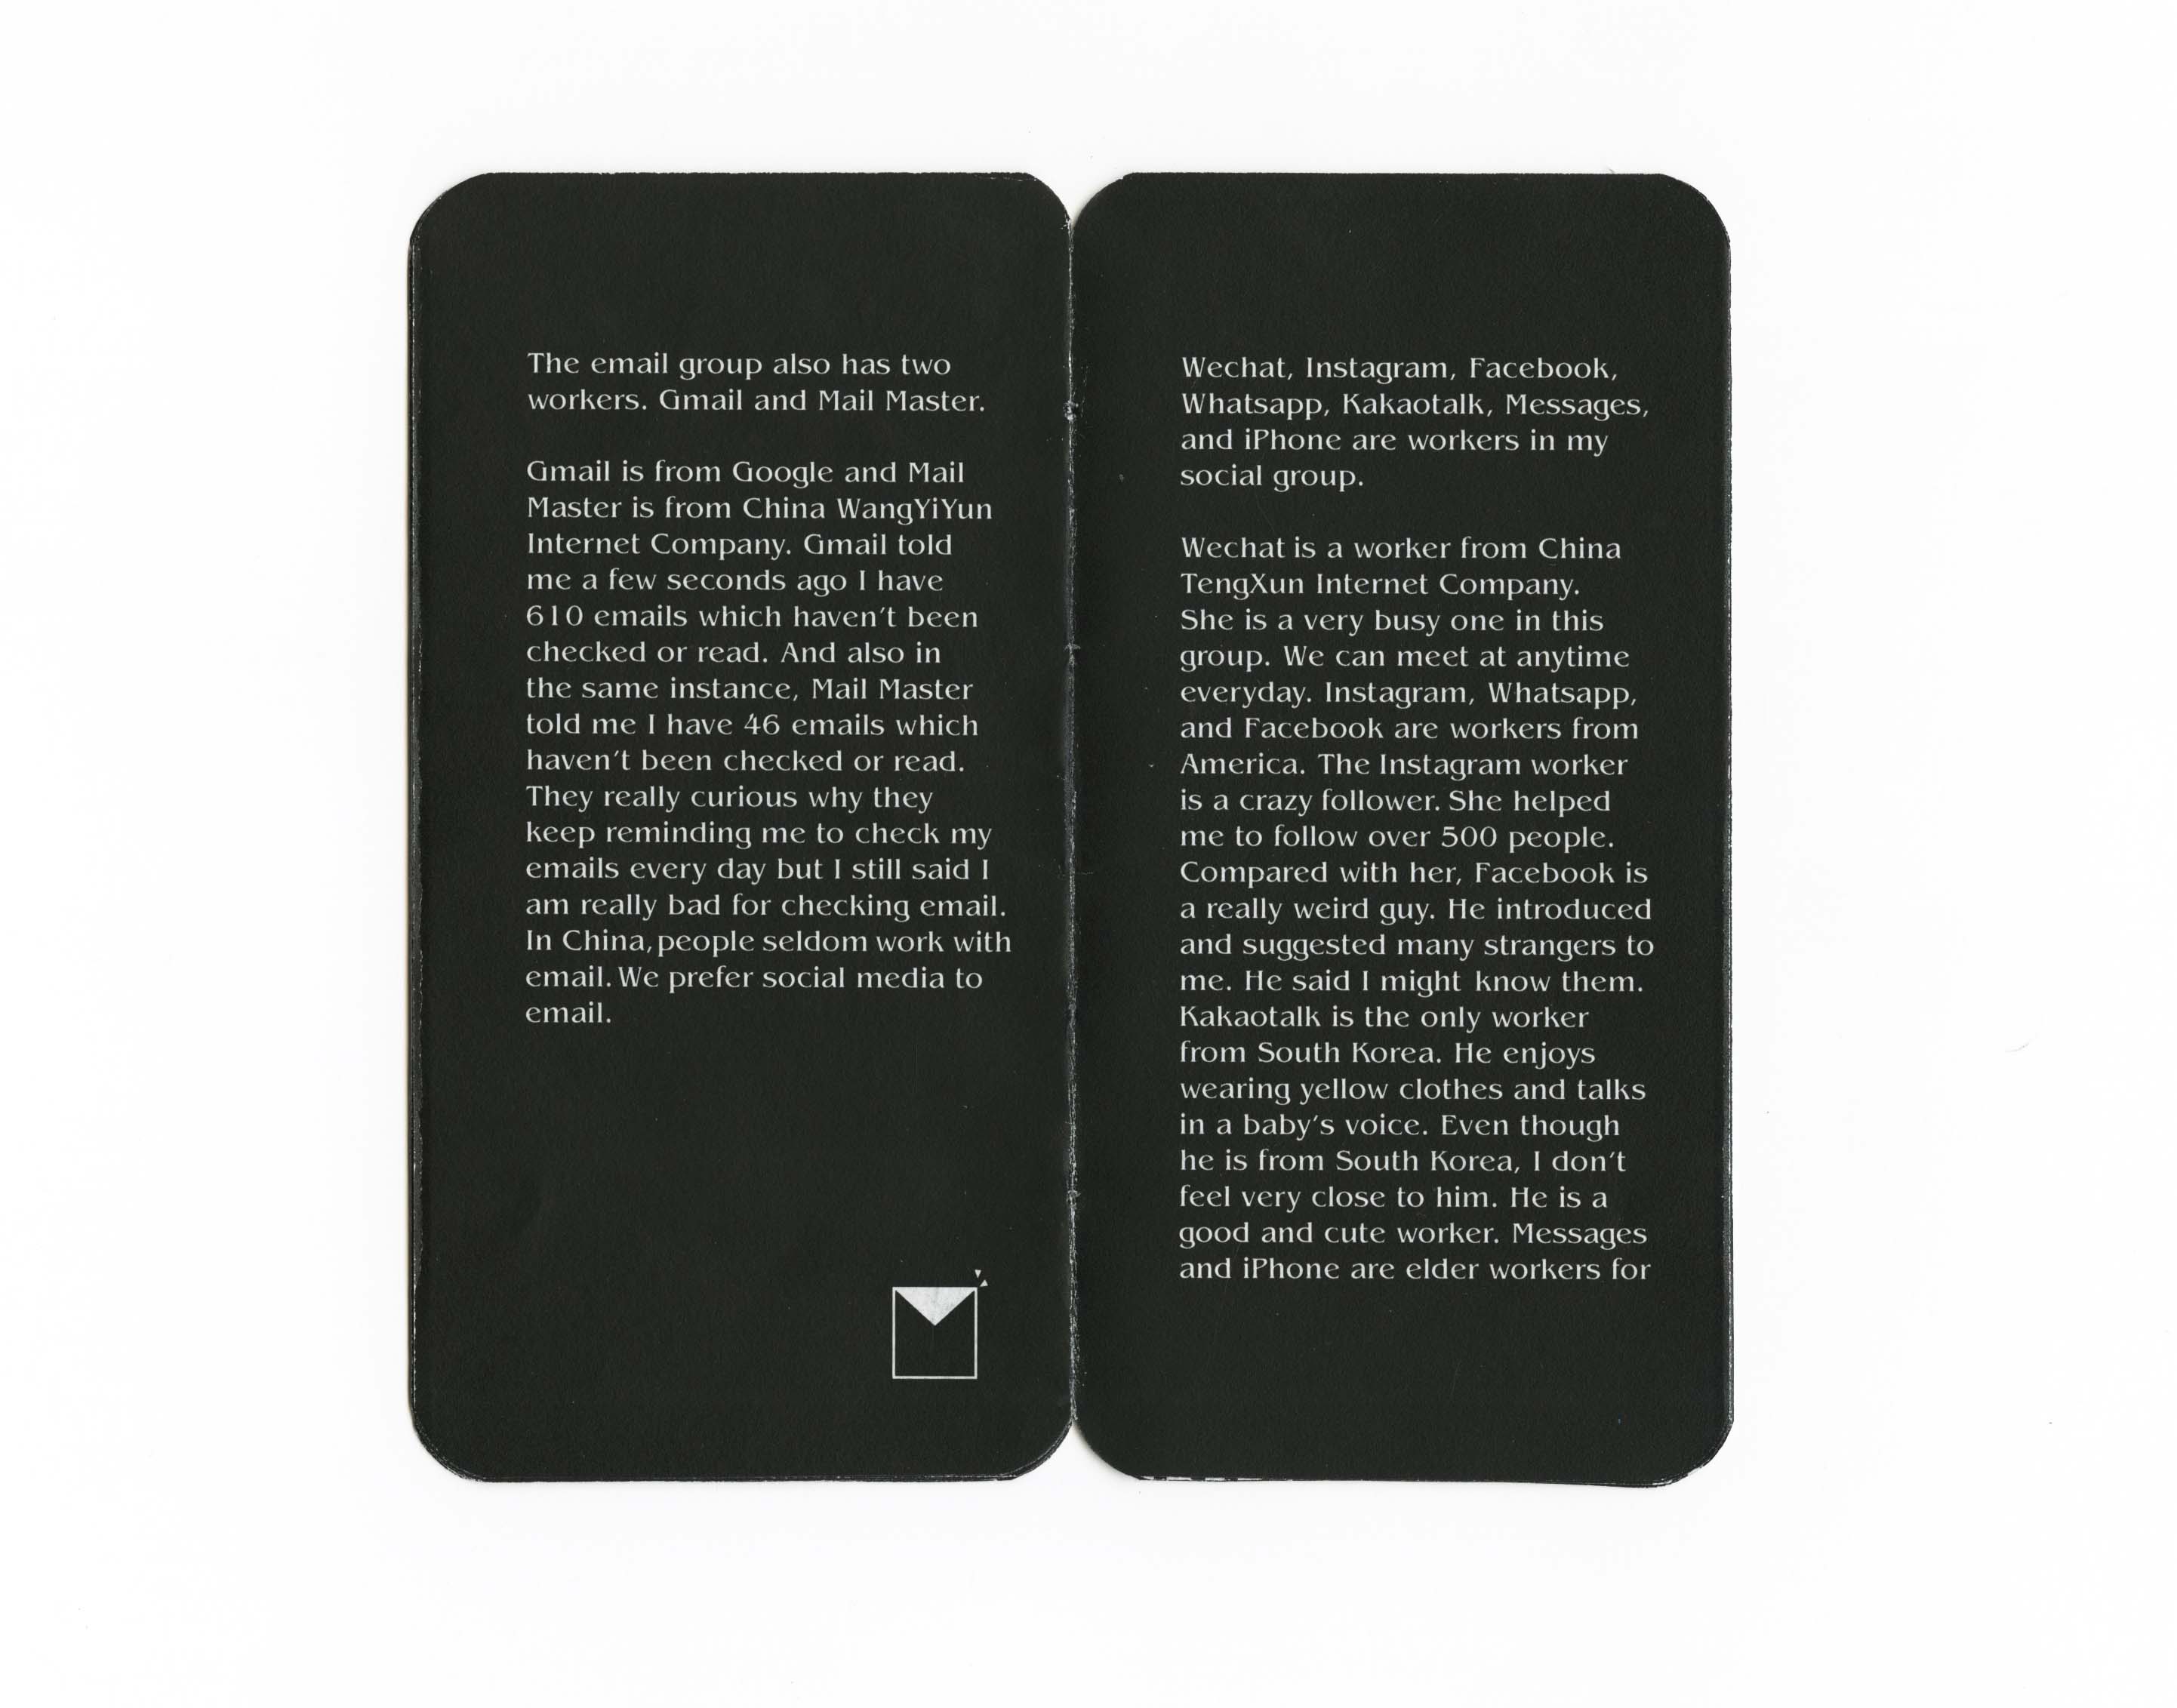 The email group also has two
workers. Gmail and Mail Master.
Gmail is from Google and Mail
Master is from China WangYiYun
Internet Company. Gmail told
me a few seconds ago I have
610 emails which haven't been
checked or read. And also in
the same instance, Mail Master
told me I have 46 emails which
haven't been checked or read.
They really curious why they
keep reminding me to check my
emails every day but I still said I
am really bad for checking email.
In China, people seldom work with
email. We prefer social media to
email.
Wechat, Instagram, Facebook,
Whatsapp, Kakaotalk, Messages,
and iPhone are workers in my
social group.
Wechat is a worker from China
TengXun Internet Company.
She is a very busy one in this
group. We can meet at anytime
everyday. Instagram, Whatsapp,
and Facebook are workers from
America. The Instagram worker
is a crazy follower. She helped
me to follow over 500 people.
Compared with her, Facebook is
a really weird guy. He introduced
and suggested many strangers to
me. He said I might know them.
Kakaotalk is the only worker
from South Korea. He enjoys
wearing yellow clothes and talks
in a baby's voice. Even though
he is from South Korea, I don't
feel very close to him. He is a
good and cute worker. Messages
and iPhone are elder workers for